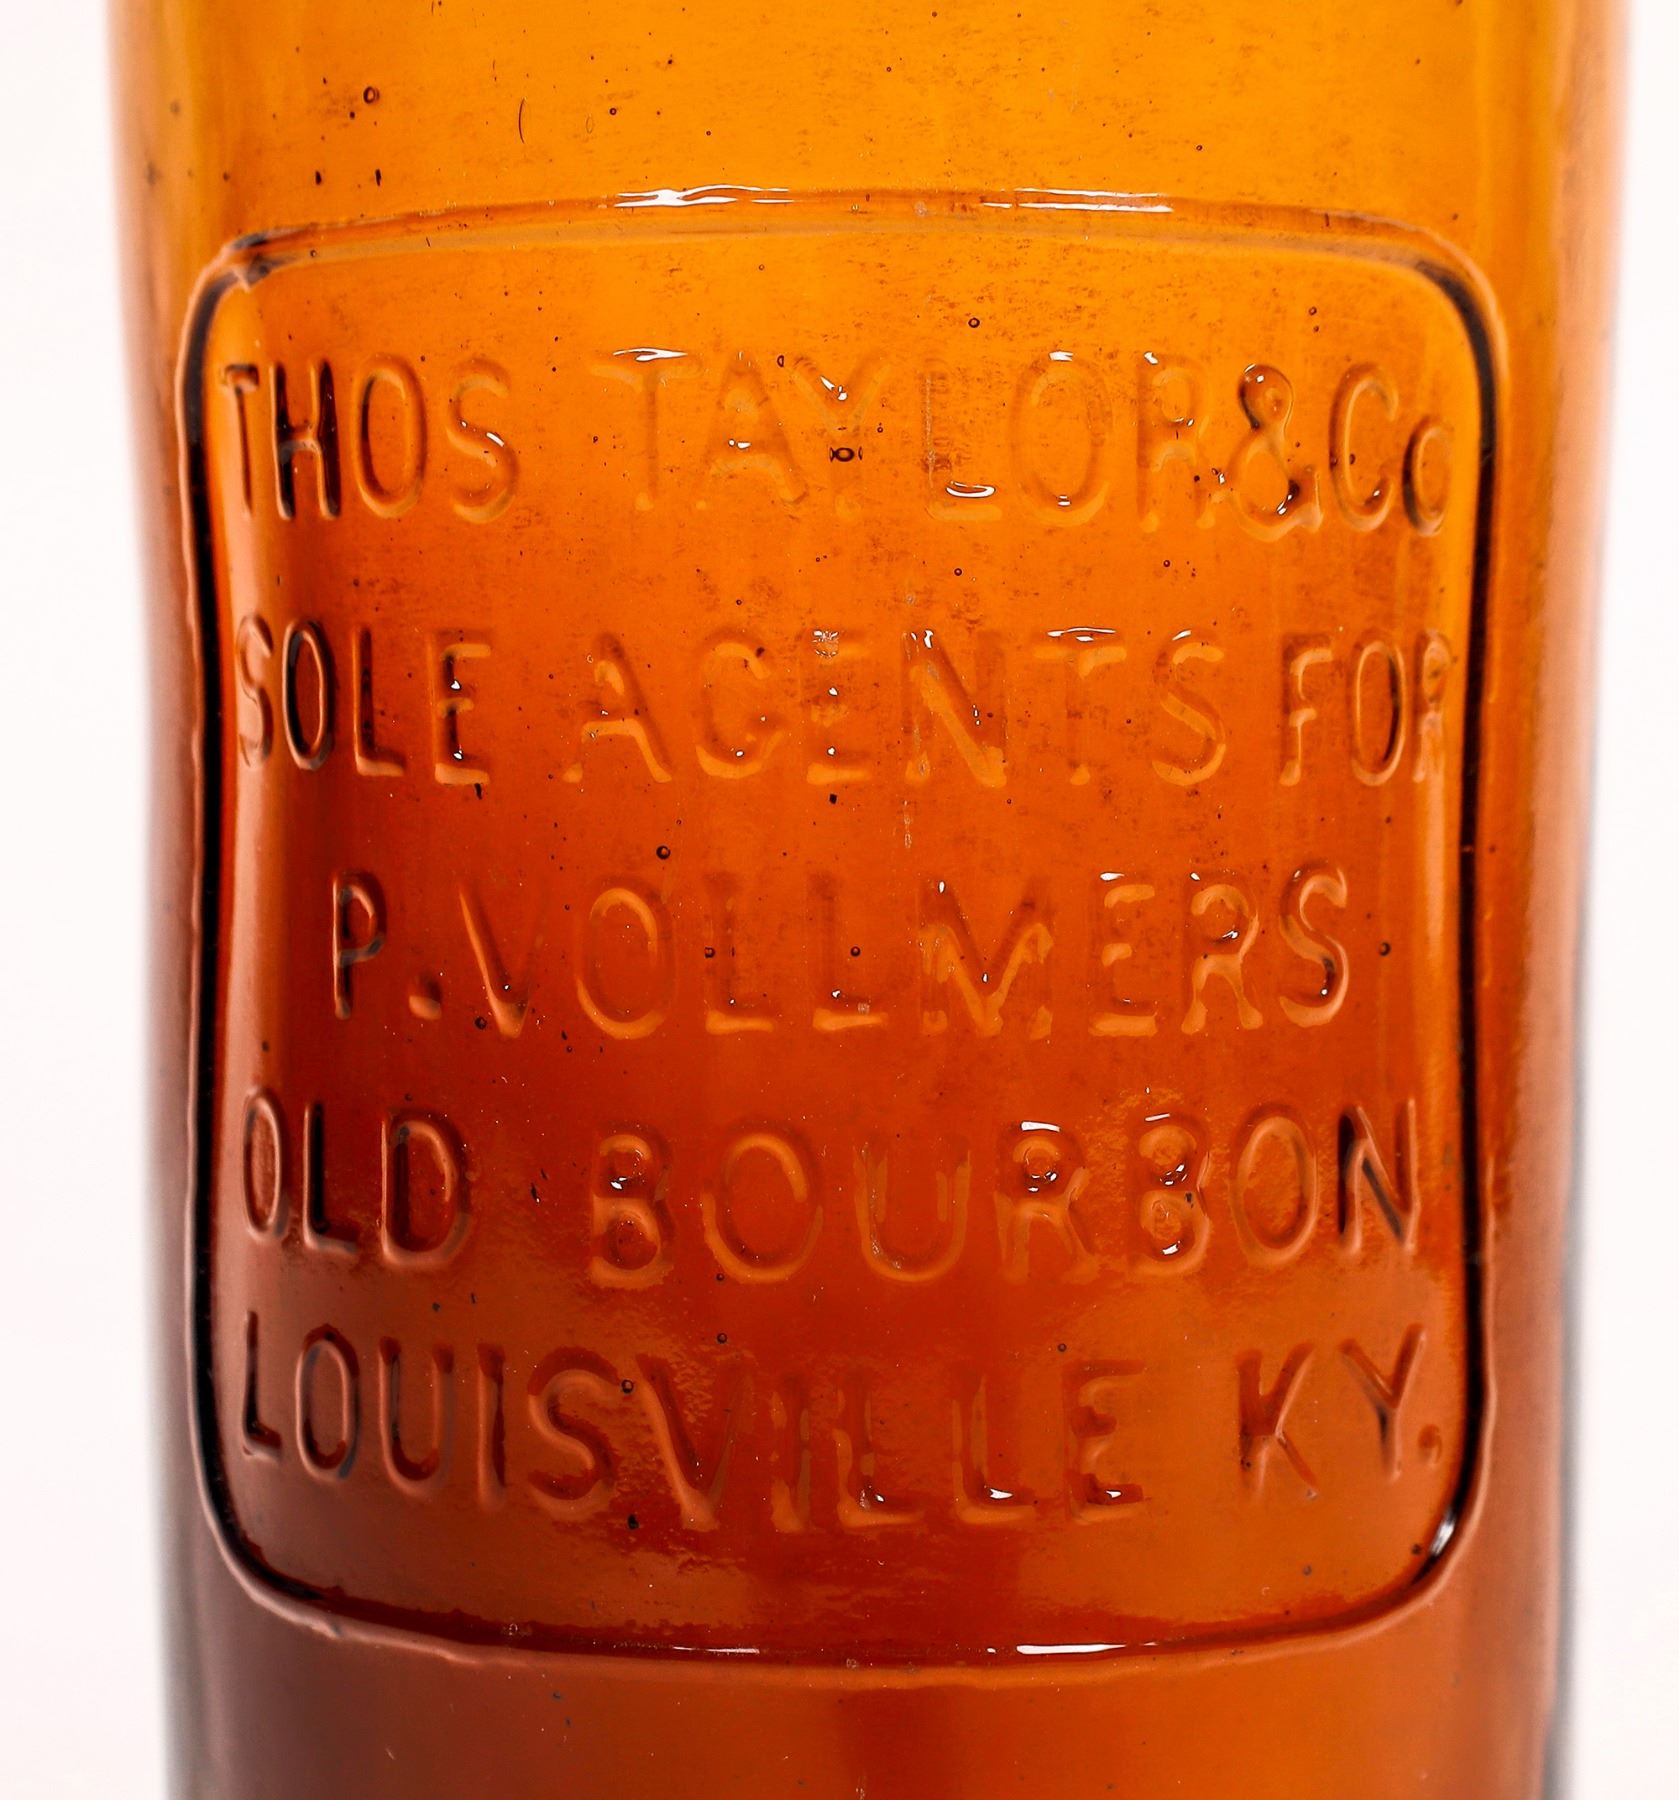 THOS TAYLOR & Co
SOLE AGENTS FOR
P. VOLLMERS
OLD BOURBON
LOUISVILLE KY.